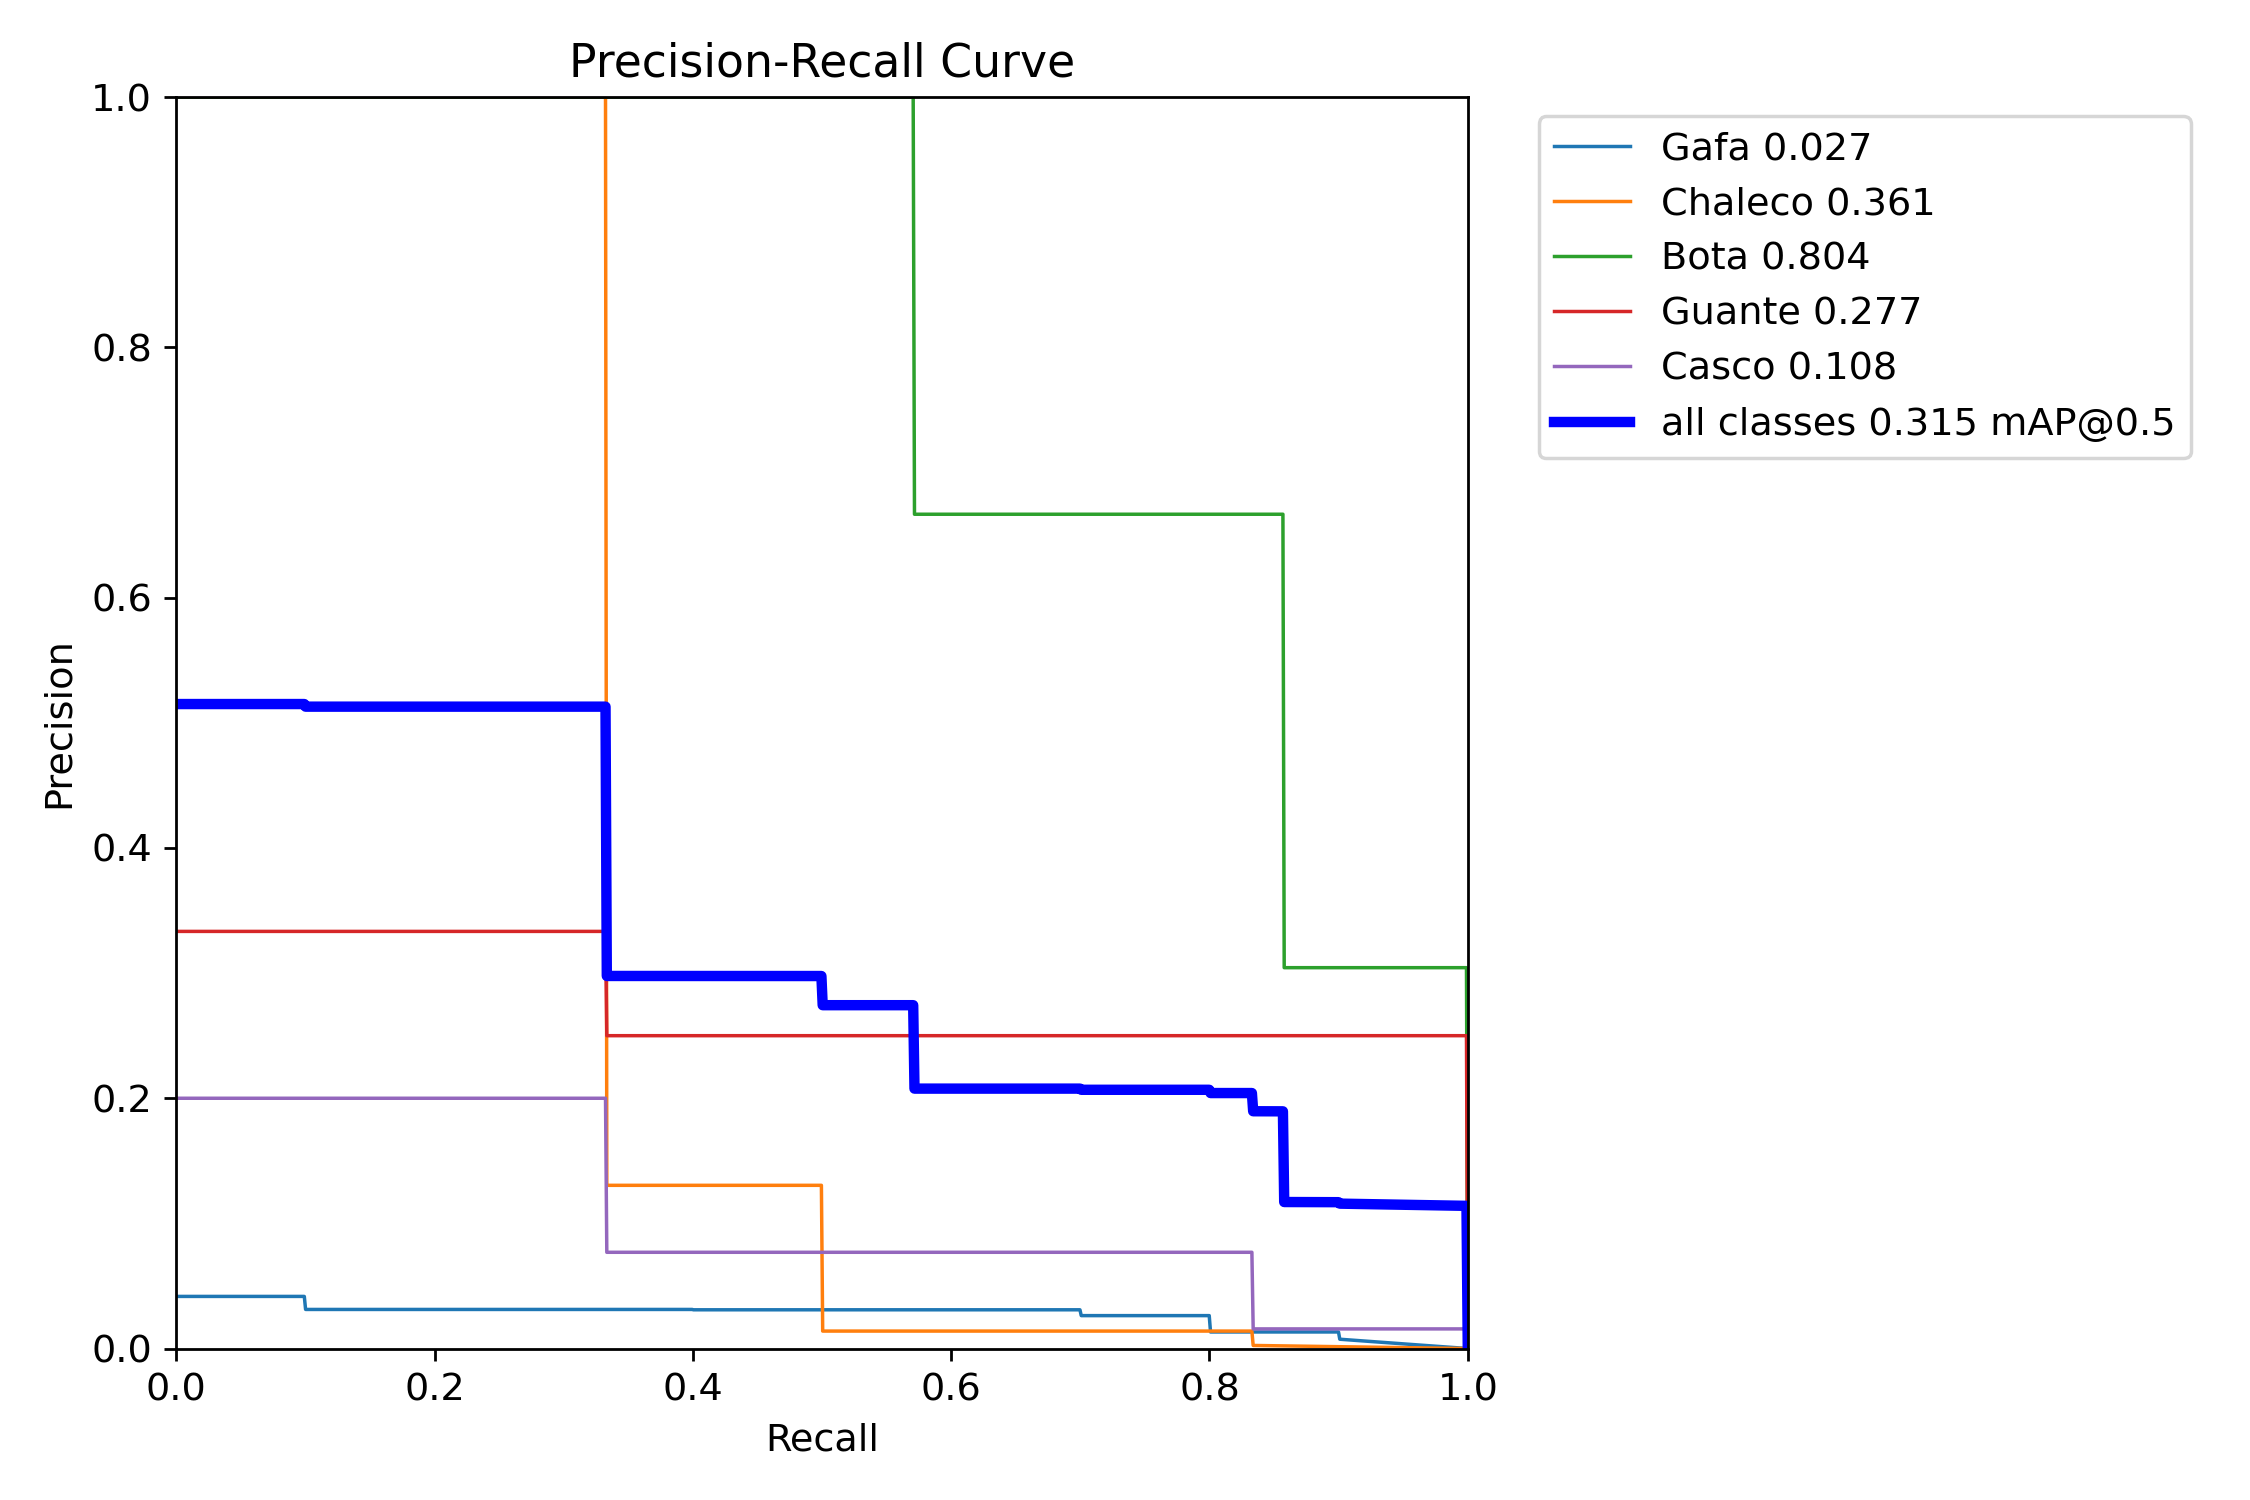 Precision-Recall Curve
1.0
0.8
0.6
0.4
0.2
0.0
Precision
0.0 0.2 0.4 0.6 0.8 1.0
Recall
Gafa 0.027
Chaleco 0.361
Bota 0.804
Guante 0.277
Casco 0.108
all classes 0.315 mAP@0.5